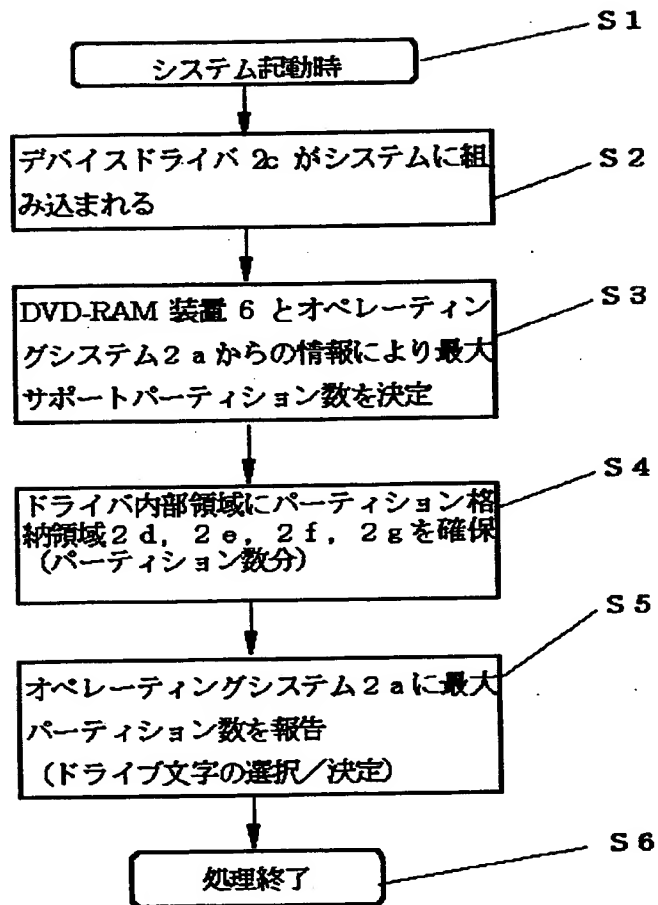 S1
システム起動時
S2
デバイスドライバ 2c がシステムに組
み込まれる
S3
DVD-RAM 装置 6 とオペレーティン
グシステム2aからの情報により最大
サポートパーティション数を決定
S4
ドライバ内部領域にパーティション格
納領域2d, 2e, 2f, 2gを確保
(パーティション数分)
S5
オペレーティングシステム2aに最大
パーティション数を報告
(ドライブ文字の選択/決定)
S6
処理終了